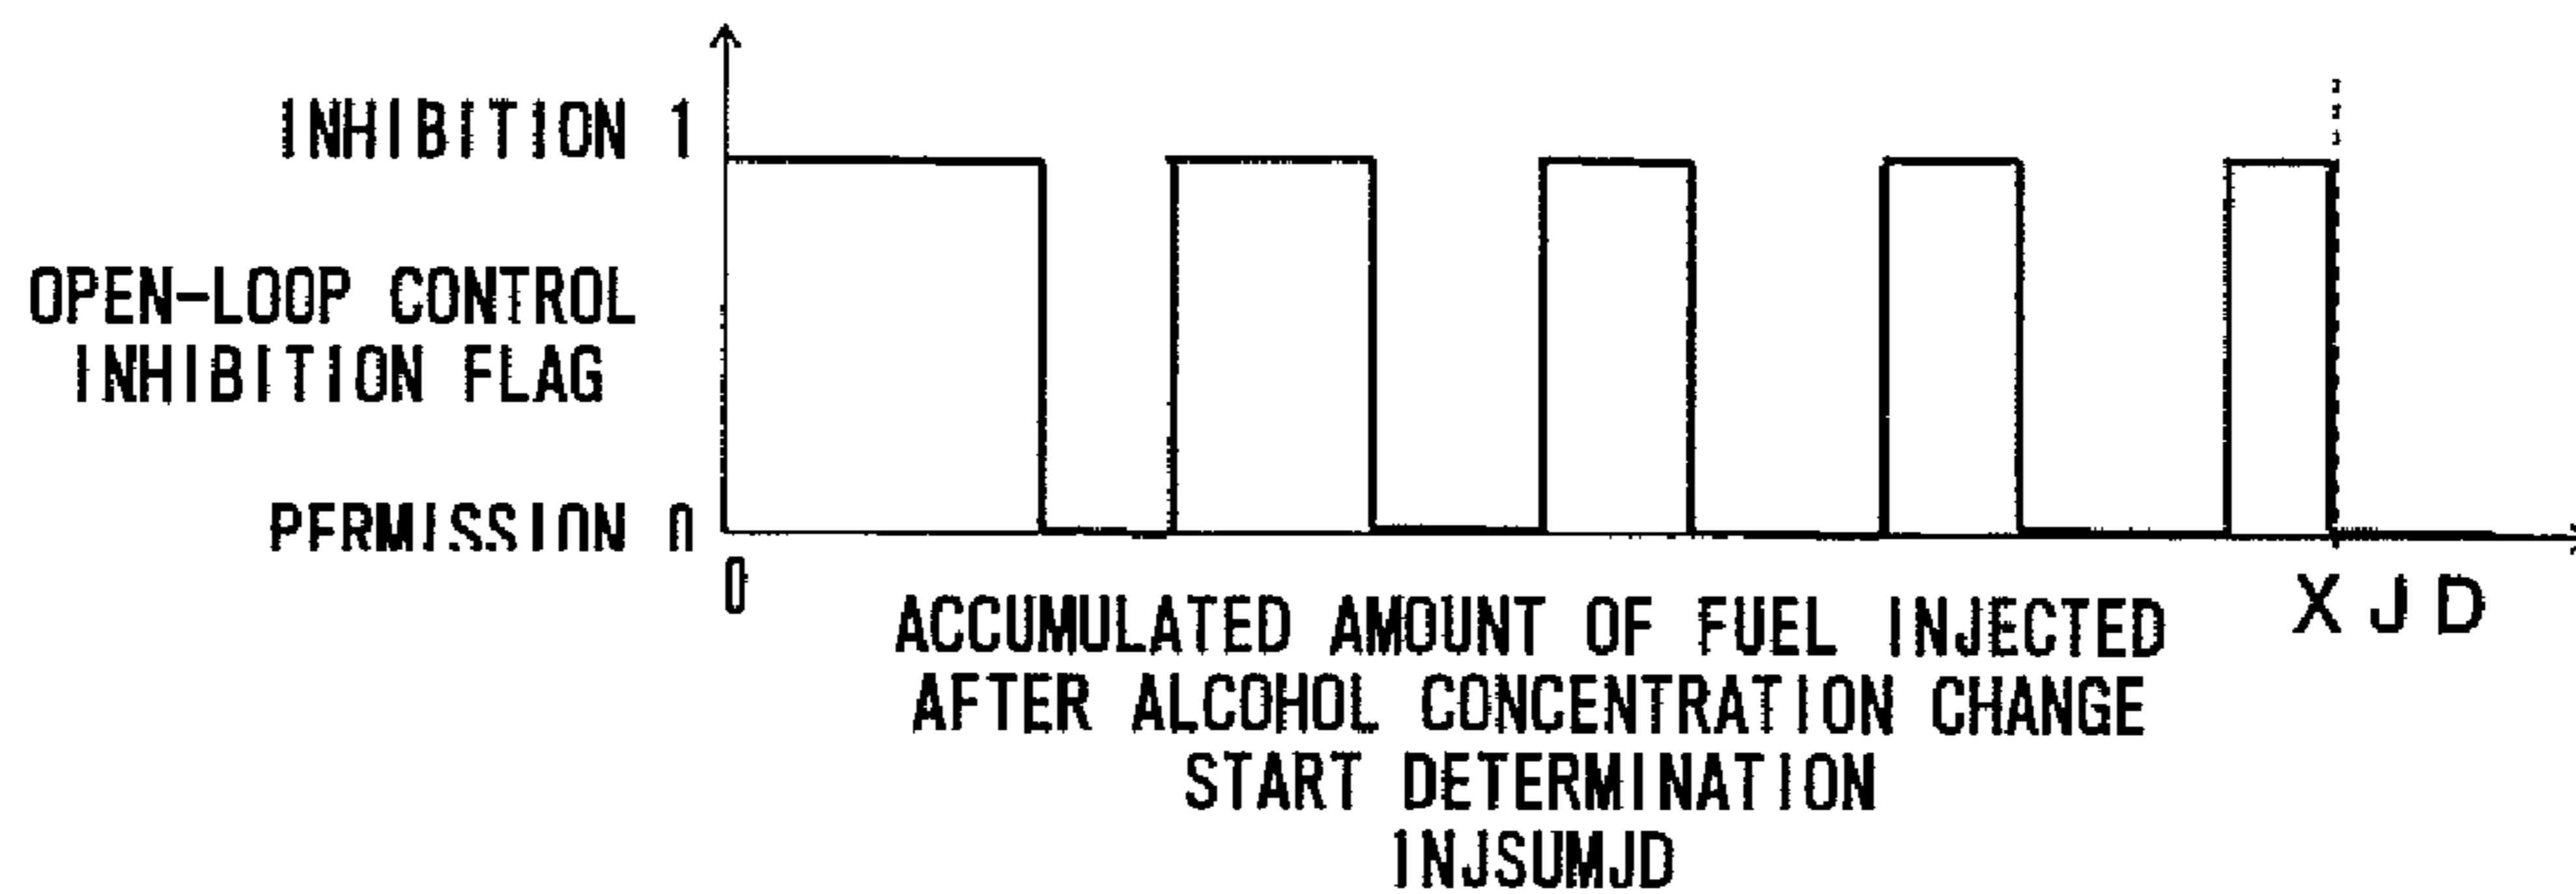 INHIBITION 1
OPEN-LOOP CONTROL
INHIBITION FLAG
PERMISSION 0
0
XJD
ACCUMULATED AMOUNT OF FUEL INJECTED
AFTER ALCOHOL CONCENTRATION CHANGE
START DETERMINATION
INJSUMJD